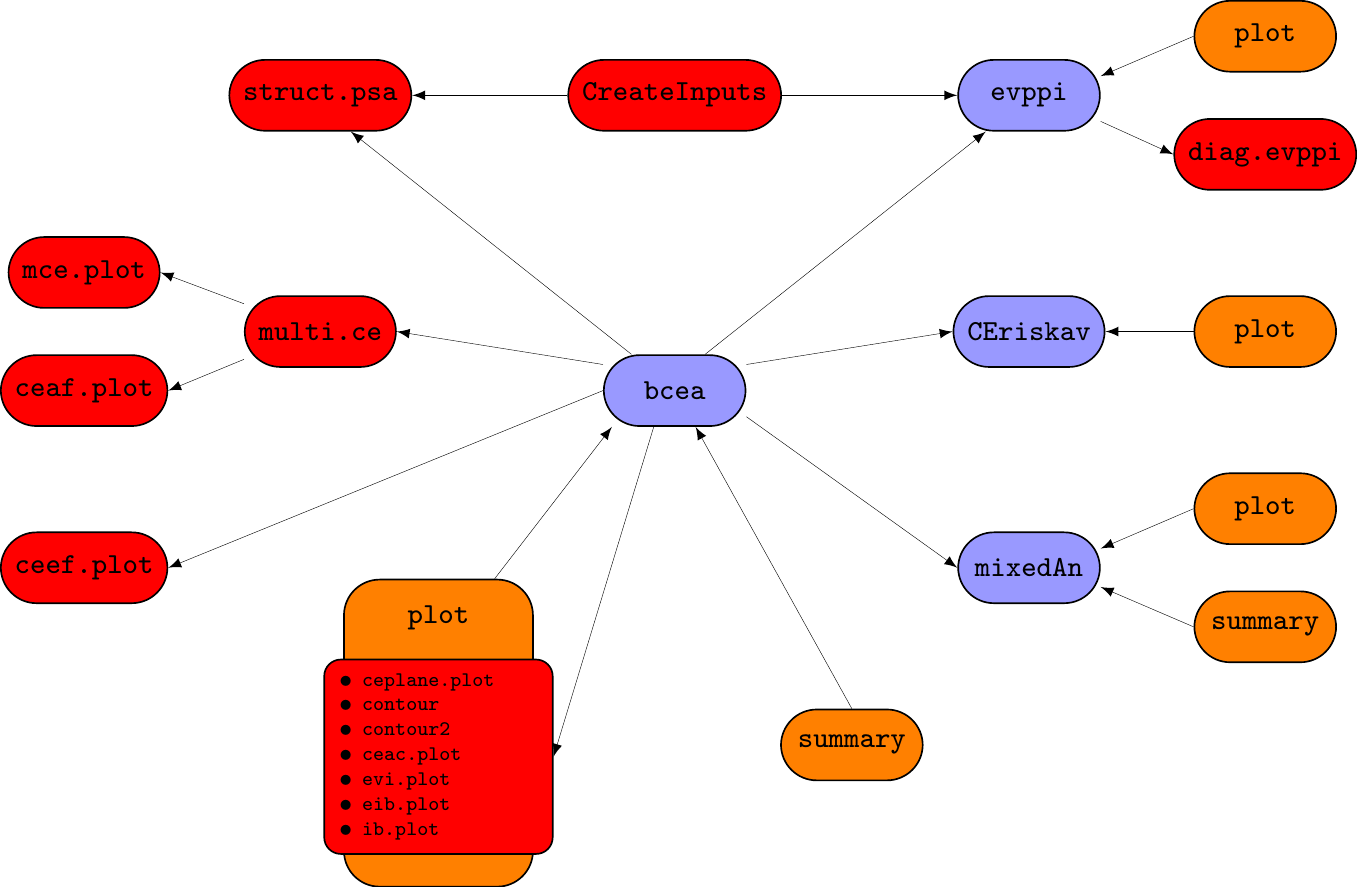 plot
struct.psa
CreateInputs
evppi
diag.evppi
mce.plot
multi.ce
CEriskav
plot
ceaf.plot
bcea
plot
ceef.plot
mixedAn
plot
summary
● ceplane.plot
● contour
● contour2
● ceac.plot
● evi.plot
● eib.plot
● ib.plot
summary